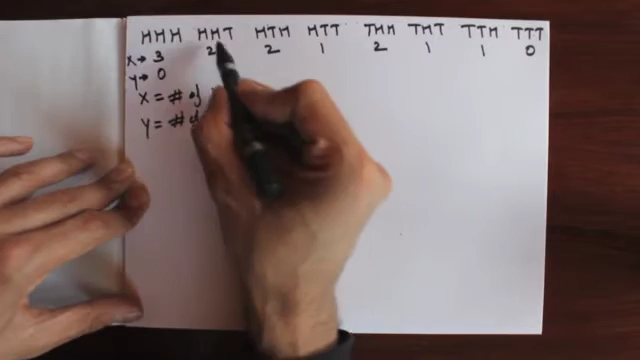 HHH HHT HTH HTT THH THT TTH TTT
X→ 3 2 2 1 2 1 1 0
Y→ 0
X = # of
Y = #